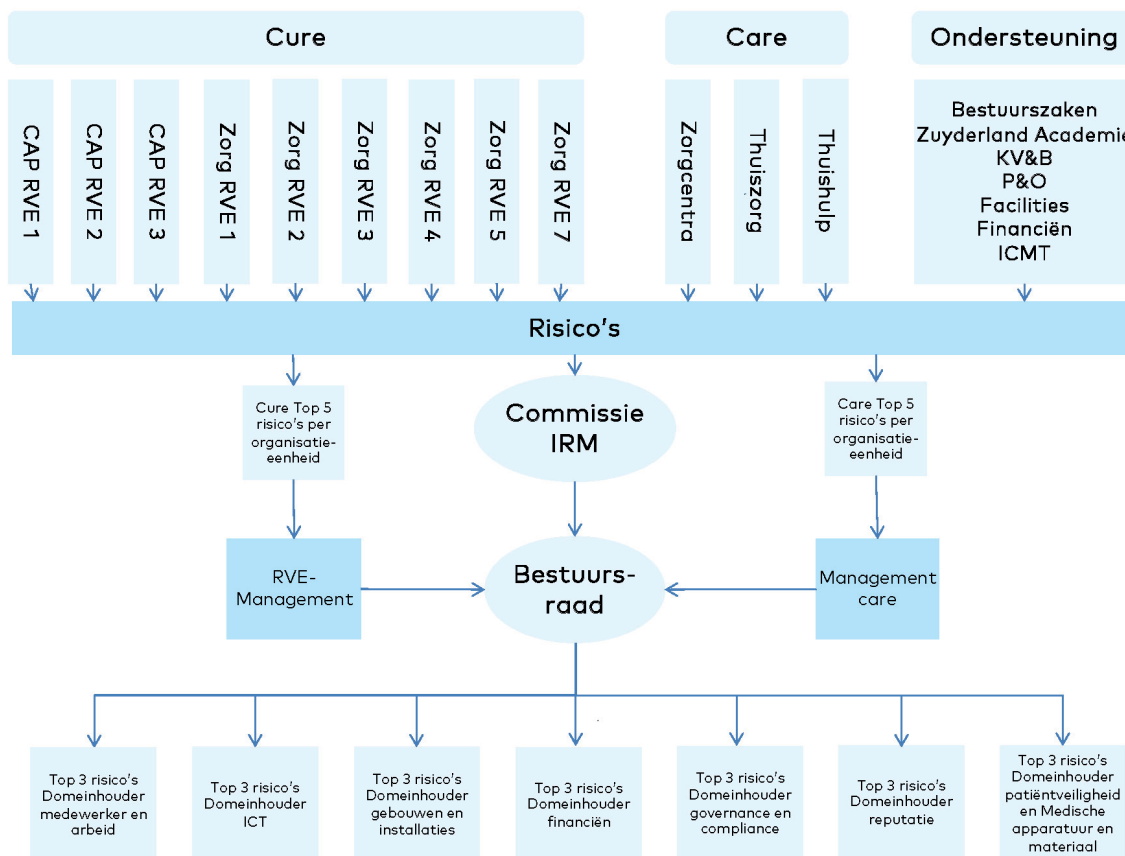 Cure
Care
Ondersteuning
CAP RVE 1
CAP RVE 2
CAP RVE 3
Zorg RVE 1
Zorg RVE 2
Zorg RVE 3
Zorg RVE 4
Zorg RVE 5
Zorg RVE 7
Zorgcentra
Thuiszorg
Thuishulp
Bestuurszaken
Zuyderland Academie
KV&B
P&O
Facilities
Financiën
ICMT
Risico's
Cure Top 5
risico's per
organisatie-
eenheid
Commissie
IRM
Care Top 5
risico's per
organisatie-
eenheid
RVE-
Management
Bestuurs-
raad
Management
care
Top 3 risico's
Domeinhouder
medewerker en
arbeid
Top 3 risico's
Domeinhouder
ICT
Top 3 risico's
Domeinhouder
gebouwen en
installaties
Top 3 risico's
Domeinhouder
financiën
Top 3 risico's
Domeinhouder
governance en
compliance
Top 3 risico's
Domeinhouder
reputatie
Top 3 risico's
Domeinhouder
patiëntveiligheid
en Medische
apparatuur en
materiaal